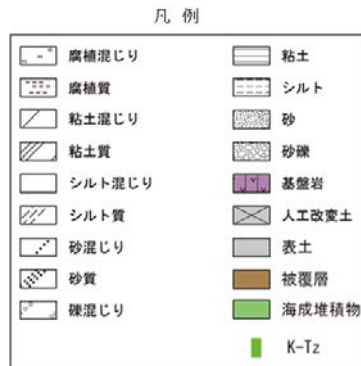 凡 例
腐植混じり
腐植質
粘土混じり
粘土質
シルト混じり
シルト質
砂混じり
砂質
礫混じり
粘土
シルト
砂
砂礫
基盤岩
人工改変土
表土
被覆層
海成堆積物
K-Tz